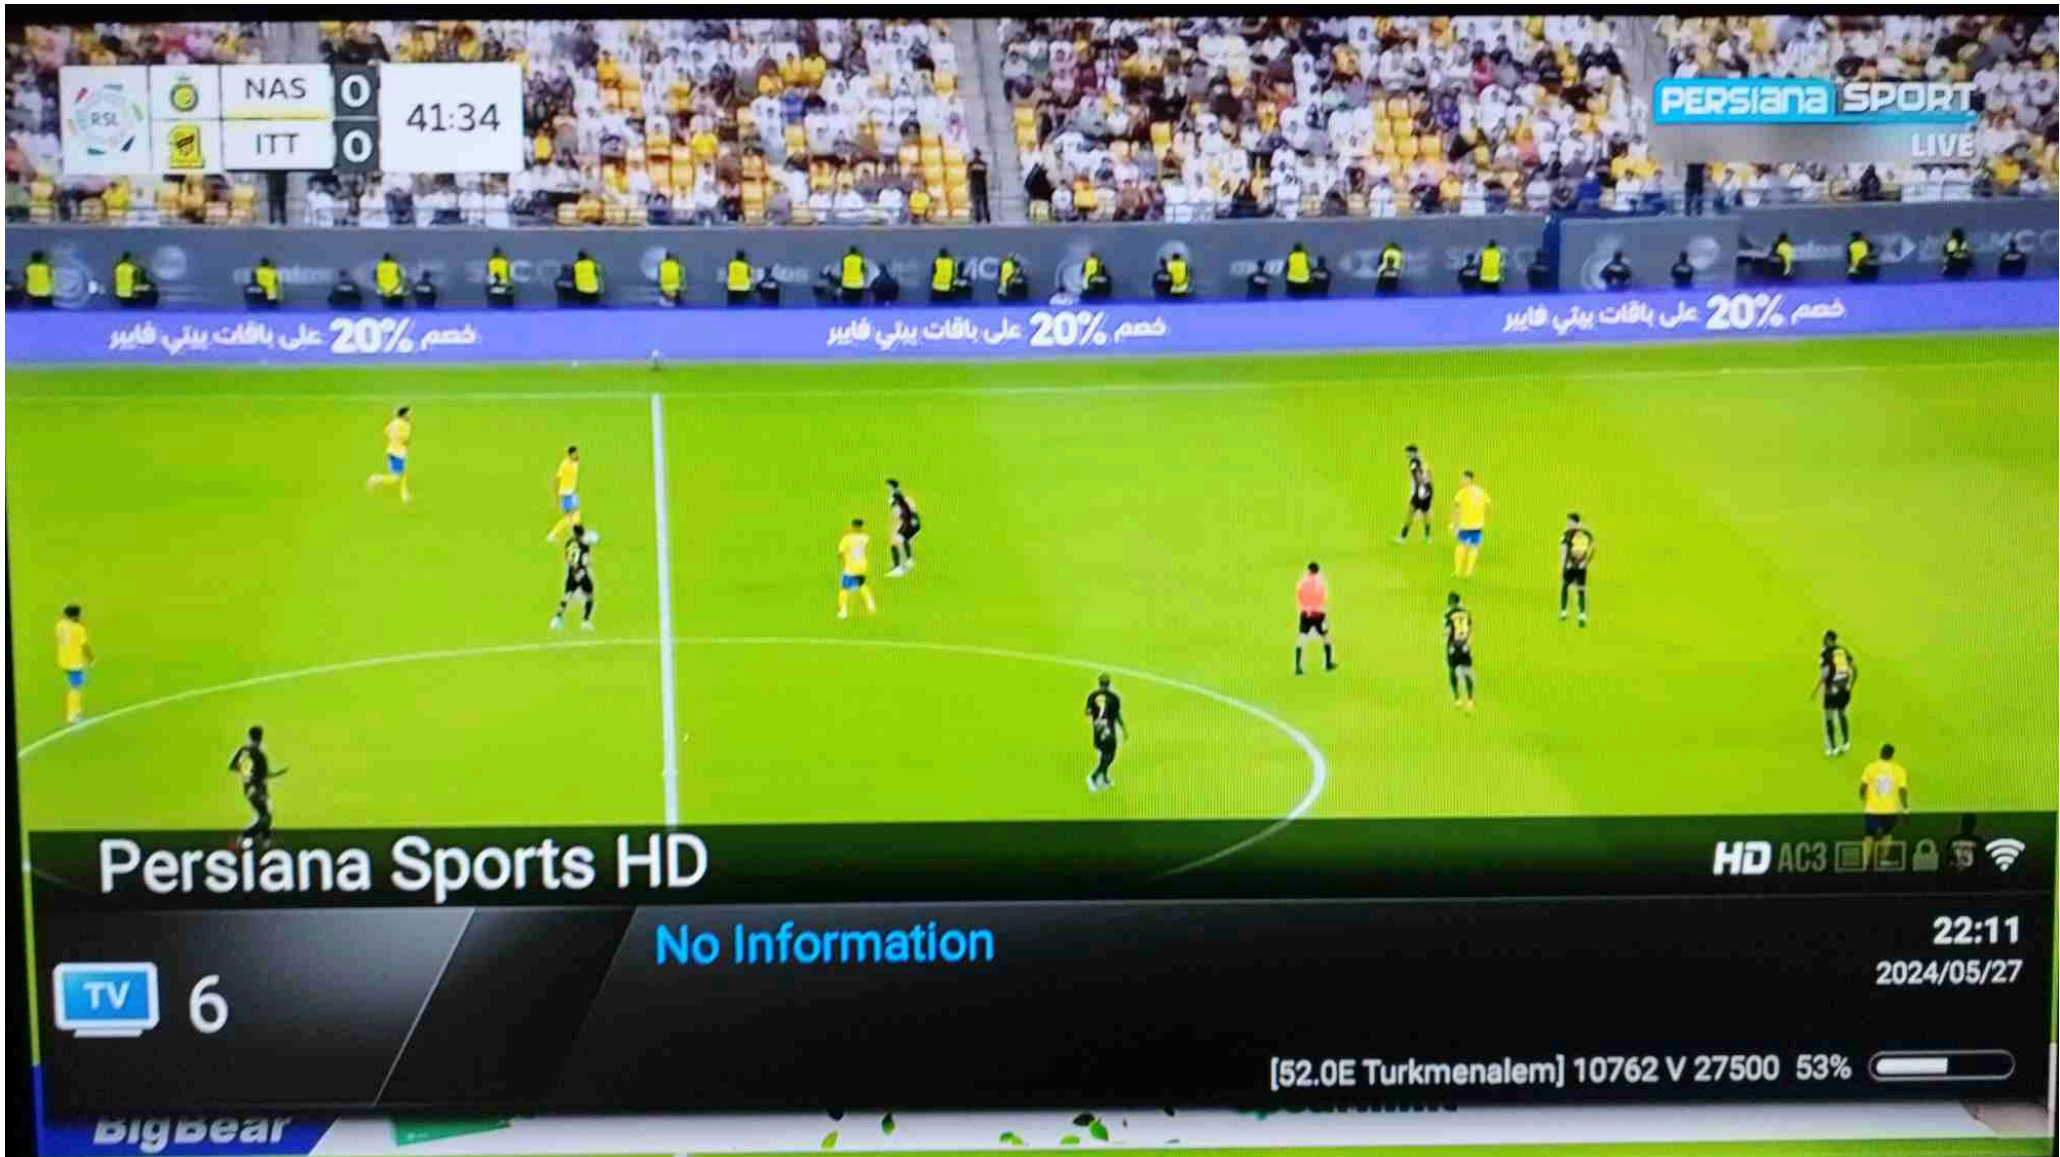 NAS 0
RSL 41:34
ITT 0
PERSIANA SPORT
LIVE
خصم 20% على باقات بيتي فايبر
خصم 20% على باقات بيتي فايبر
خصم 20% على باقات بيتي فايبر
Persiana Sports HD
HD AC3
No Information
22:11
2024/05/27
TV 6
[52.0E Turkmenalem] 10762 V 27500 53%
BigBear